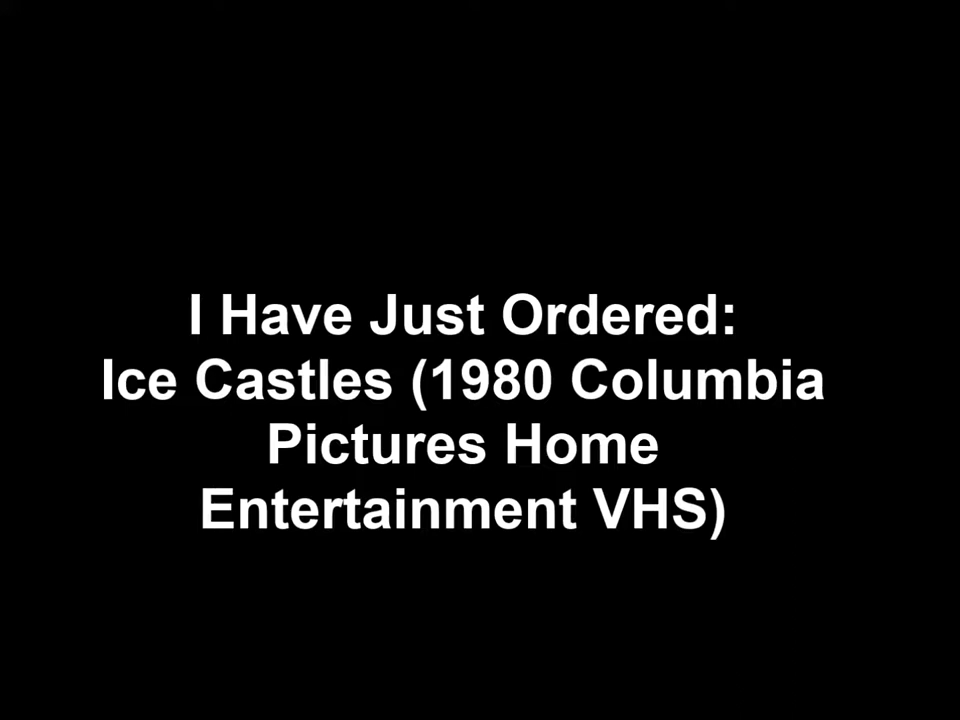 I Have Just Ordered:
Ice Castles (1980 Columbia
Pictures Home
Entertainment VHS)